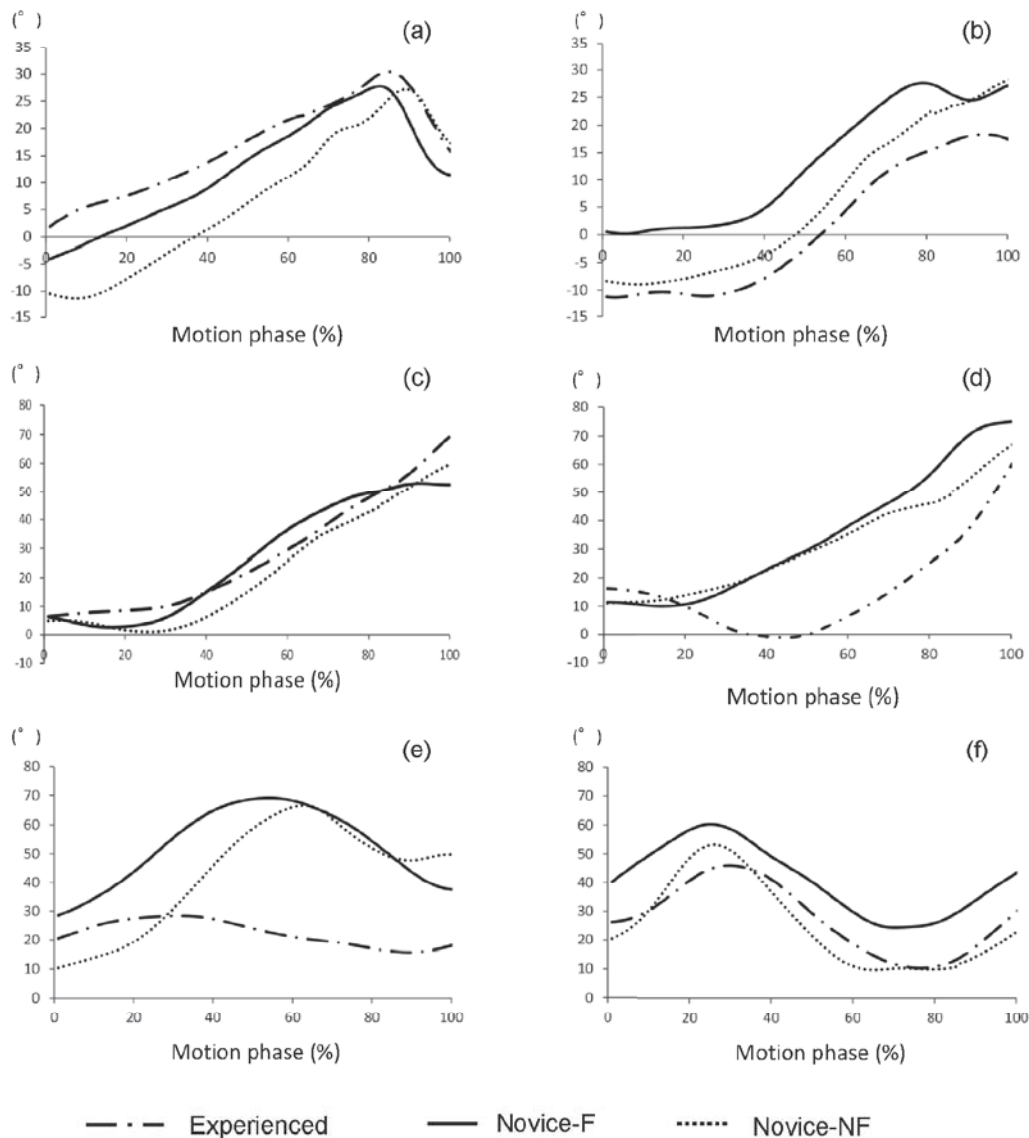 (°) (a) (°) (b)
35 35
30 30
25 25
20 20
15 15
10 10
5 5
0 0
-5 0 20 40 60 80 100 -5 0 20 40 60 80 100
-10 -10
-15 -15
Motion phase (%) Motion phase (%)
(°) (c) (°) (d)
80 80
70 70
60 60
50 50
40 40
30 30
20 20
10 10
0 0
-10 0 20 40 60 80 100 -10 0 20 40 60 80 100
Motion phase (%) Motion phase (%)
(°) (e) (°) (f)
80 80
70 70
60 60
50 50
40 40
30 30
20 20
10 10
0 0
0 20 40 60 80 100 0 20 40 60 80 100
Motion phase (%) Motion phase (%)
Experienced Novice-F Novice-NF